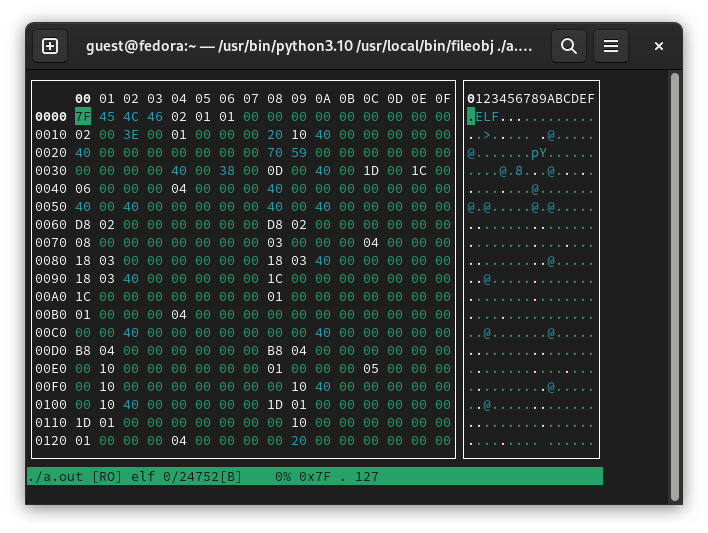 guest@fedora:~ — /usr/bin/python3.10 /usr/local/bin/fileobj ./a.…
00 01 02 03 04 05 06 07 08 09 0A 0B 0C 0D 0E 0F 0123456789ABCDEF
0000 7F 45 4C 46 02 01 01 00 00 00 00 00 00 00 00 00 .ELF............
0010 02 00 3E 00 01 00 00 00 20 10 40 00 00 00 00 00 ..>..... .@.....
0020 40 00 00 00 00 00 00 00 70 59 00 00 00 00 00 00 @.......pY......
0030 00 00 00 00 40 00 38 00 0D 00 40 00 1D 00 1C 00 ....@.8...@.....
0040 06 00 00 00 04 00 00 00 40 00 00 00 00 00 00 00 ........@.......
0050 40 00 40 00 00 00 00 00 40 00 40 00 00 00 00 00 @.@.....@.@.....
0060 D8 02 00 00 00 00 00 00 D8 02 00 00 00 00 00 00 ................
0070 08 00 00 00 00 00 00 00 03 00 00 00 04 00 00 00 ................
0080 18 03 00 00 00 00 00 00 18 03 40 00 00 00 00 00 ..........@.....
0090 18 03 40 00 00 00 00 00 1C 00 00 00 00 00 00 00 ..@.............
00A0 1C 00 00 00 00 00 00 00 01 00 00 00 00 00 00 00 ................
00B0 01 00 00 00 04 00 00 00 00 00 00 00 00 00 00 00 ................
00C0 00 00 40 00 00 00 00 00 00 00 40 00 00 00 00 00 ..@.......@.....
00D0 B8 04 00 00 00 00 00 00 B8 04 00 00 00 00 00 00 ................
00E0 00 10 00 00 00 00 00 00 01 00 00 00 05 00 00 00 ................
00F0 00 10 00 00 00 00 00 00 00 10 40 00 00 00 00 00 ..........@.....
0100 00 10 40 00 00 00 00 00 1D 01 00 00 00 00 00 00 ..@.............
0110 1D 01 00 00 00 00 00 00 00 10 00 00 00 00 00 00 ................
0120 01 00 00 00 04 00 00 00 00 20 00 00 00 00 00 00 ......... ......
./a.out [RO] elf 0/24752[B] 0% 0x7F . 127